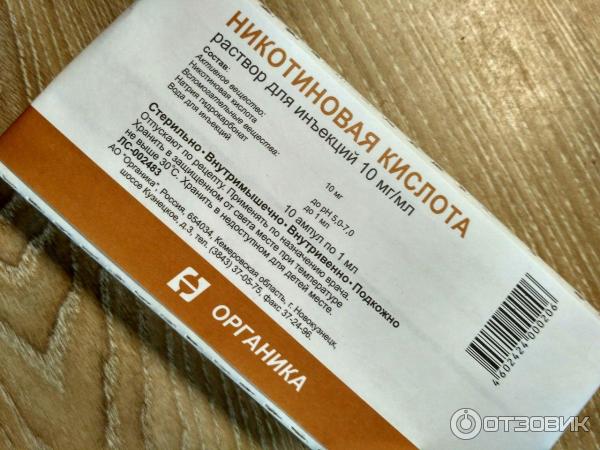 НИКОТИНОВАЯ КИСЛОТА
раствор для инъекций 10 мг/мл
Состав:
Активное вещество:
Никотиновая кислота 10 мг
Вспомогательные вещества:
Натрия гидрокарбонат до pH 5,0-7,0
Вода для инъекций до 1 мл
10 ампул по 1 мл
Стерильно • Внутримышечно • Внутривенно • Подкожно
Отпускают по рецепту. Применять по назначению врача.
Хранить в защищенном от света месте при температуре
не выше 30°C. Хранить в недоступном для детей месте.
ЛС-002483
АО "Органика", Россия, 654034, Кемеровская область, г. Новокузнецк,
шоссе Кузнецкое, д.3, тел. (3843) 37-05-75, факс 37-24-96.
ОРГАНИКА
4 602424 000206
ОТЗОВИК